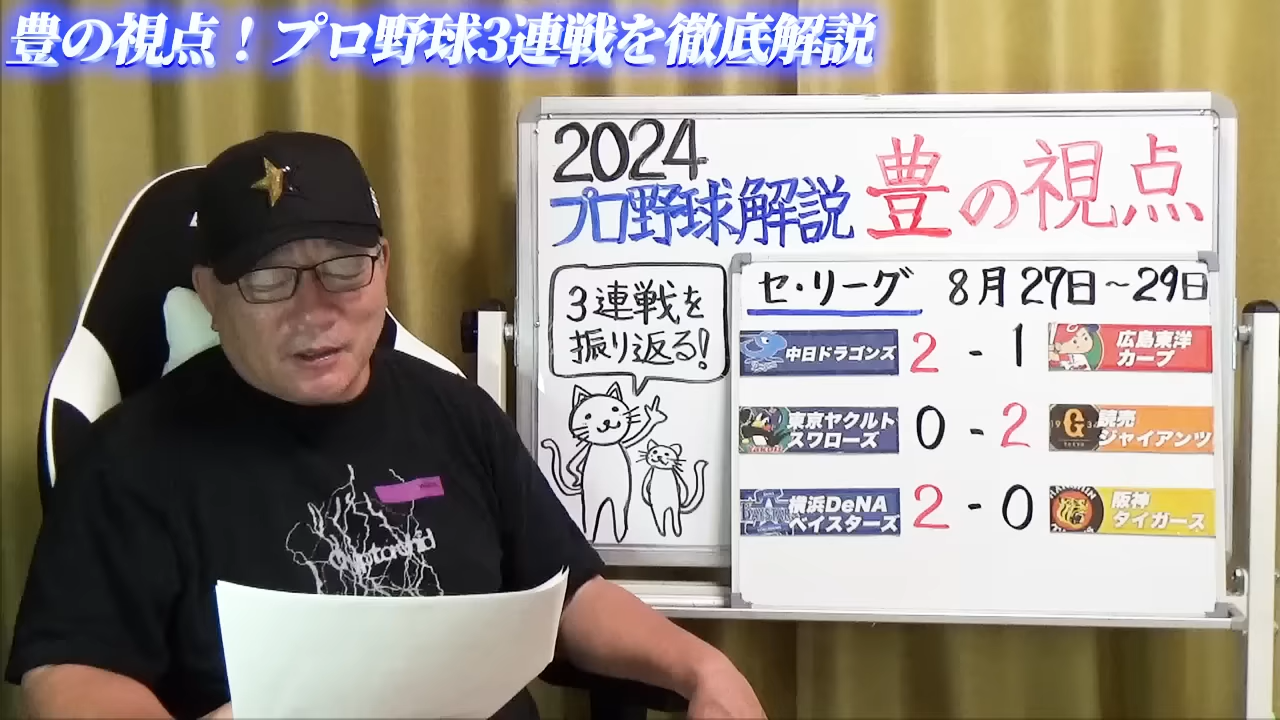 豊の視点！プロ野球3連戦を徹底解説
2024
プロ野球解説 豊の視点
3連戦を
振り返る!
セ・リーグ 8月27日～29日
中日ドラゴンズ 2 - 1 広島東洋
カープ
東京ヤクルト
スワローズ 0 - 2 読売
ジャイアンツ
横浜DeNA
ベイスターズ 2 - 0 阪神
タイガース